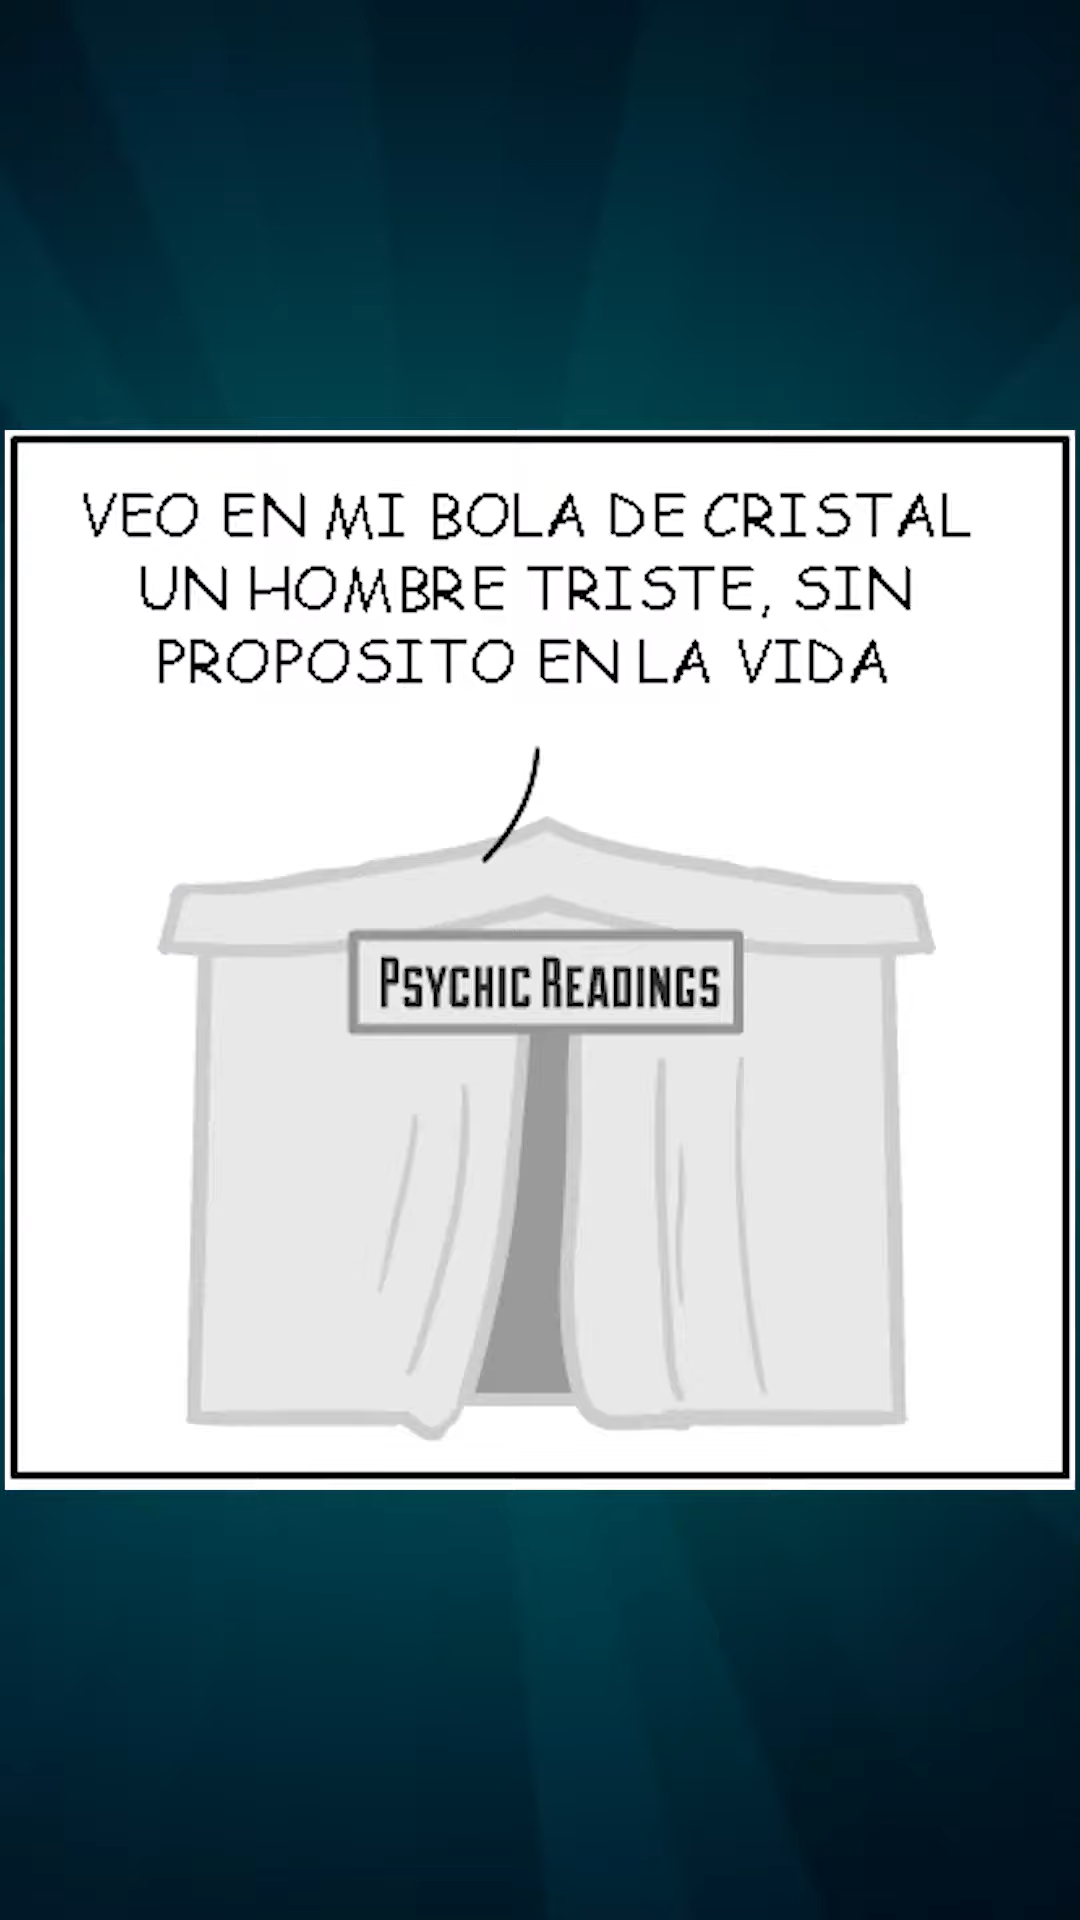 VEO EN MI BOLA DE CRISTAL
UN HOMBRE TRISTE, SIN
PROPOSITO EN LA VIDA
PSYCHIC READINGS